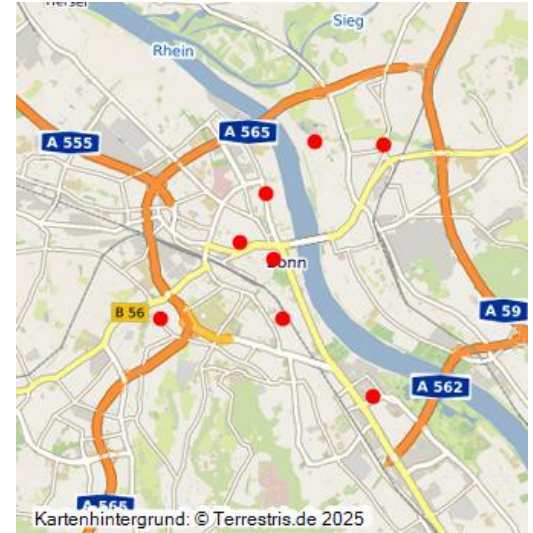 Sieg
Rhein
A 565
A 555
Bonn
B 56
A 59
A 562
A 565
Kartenhintergrund: © Terrestris.de 2025